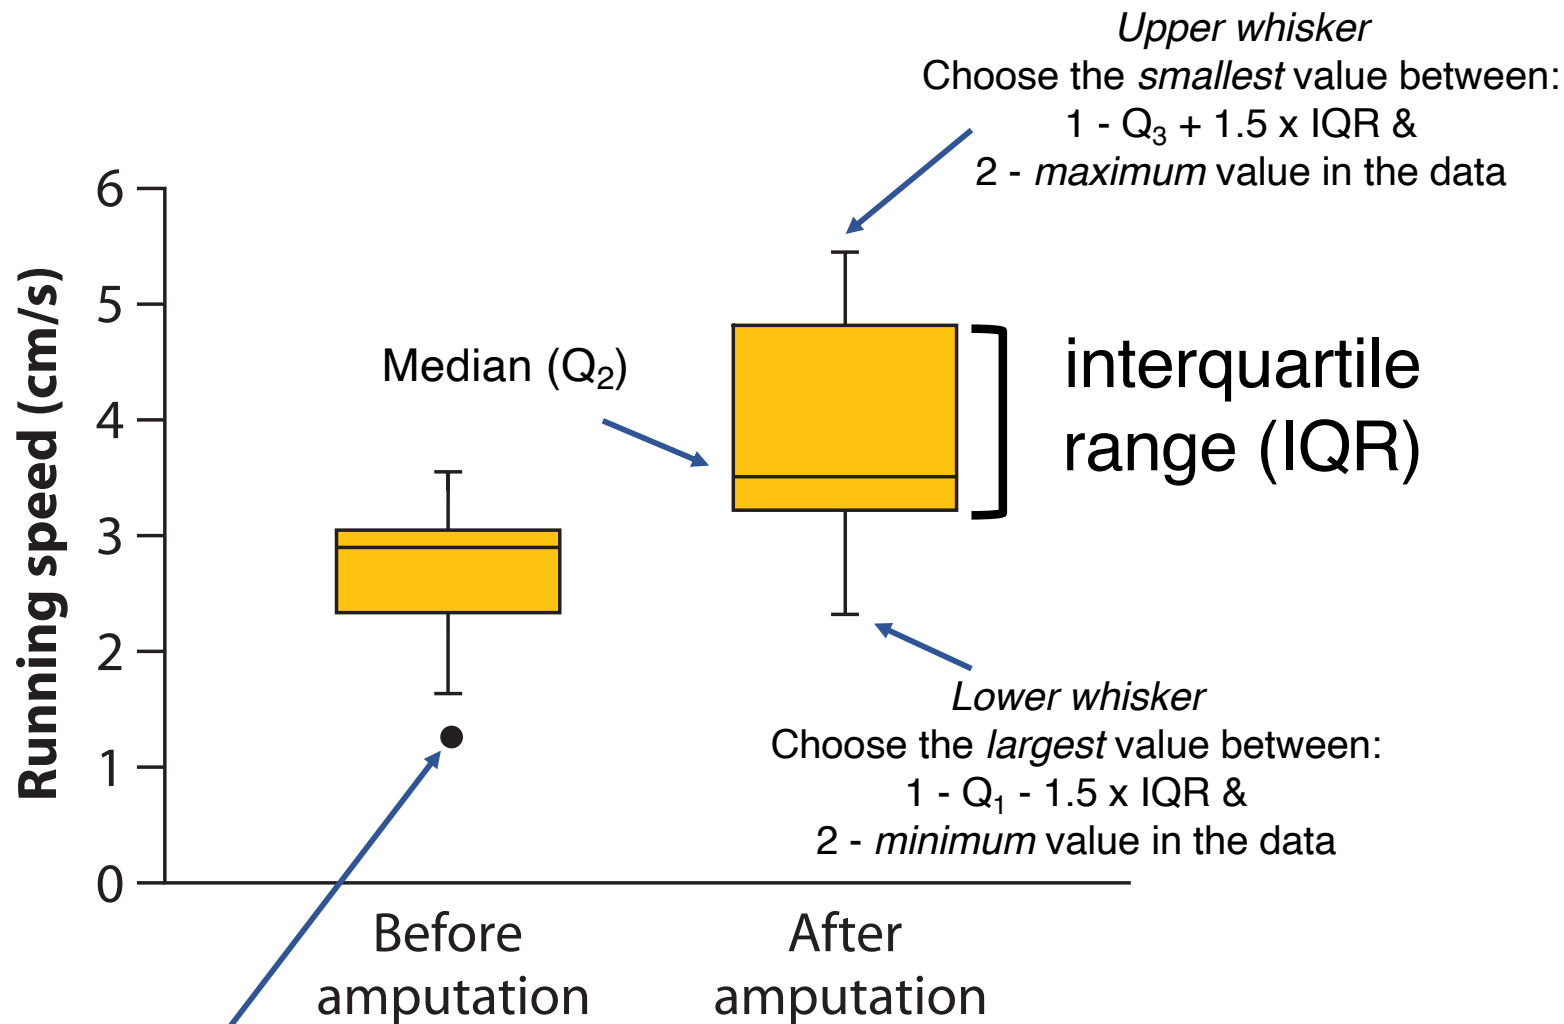 Upper whisker
Choose the smallest value between:
1 - Q₃ + 1.5 x IQR &
2 - maximum value in the data
6
5
4
3
2
1
0
Running speed (cm/s)
Median (Q₂)
interquartile
range (IQR)
Lower whisker
Choose the largest value between:
1 - Q₁ - 1.5 x IQR &
2 - minimum value in the data
Before
amputation
After
amputation